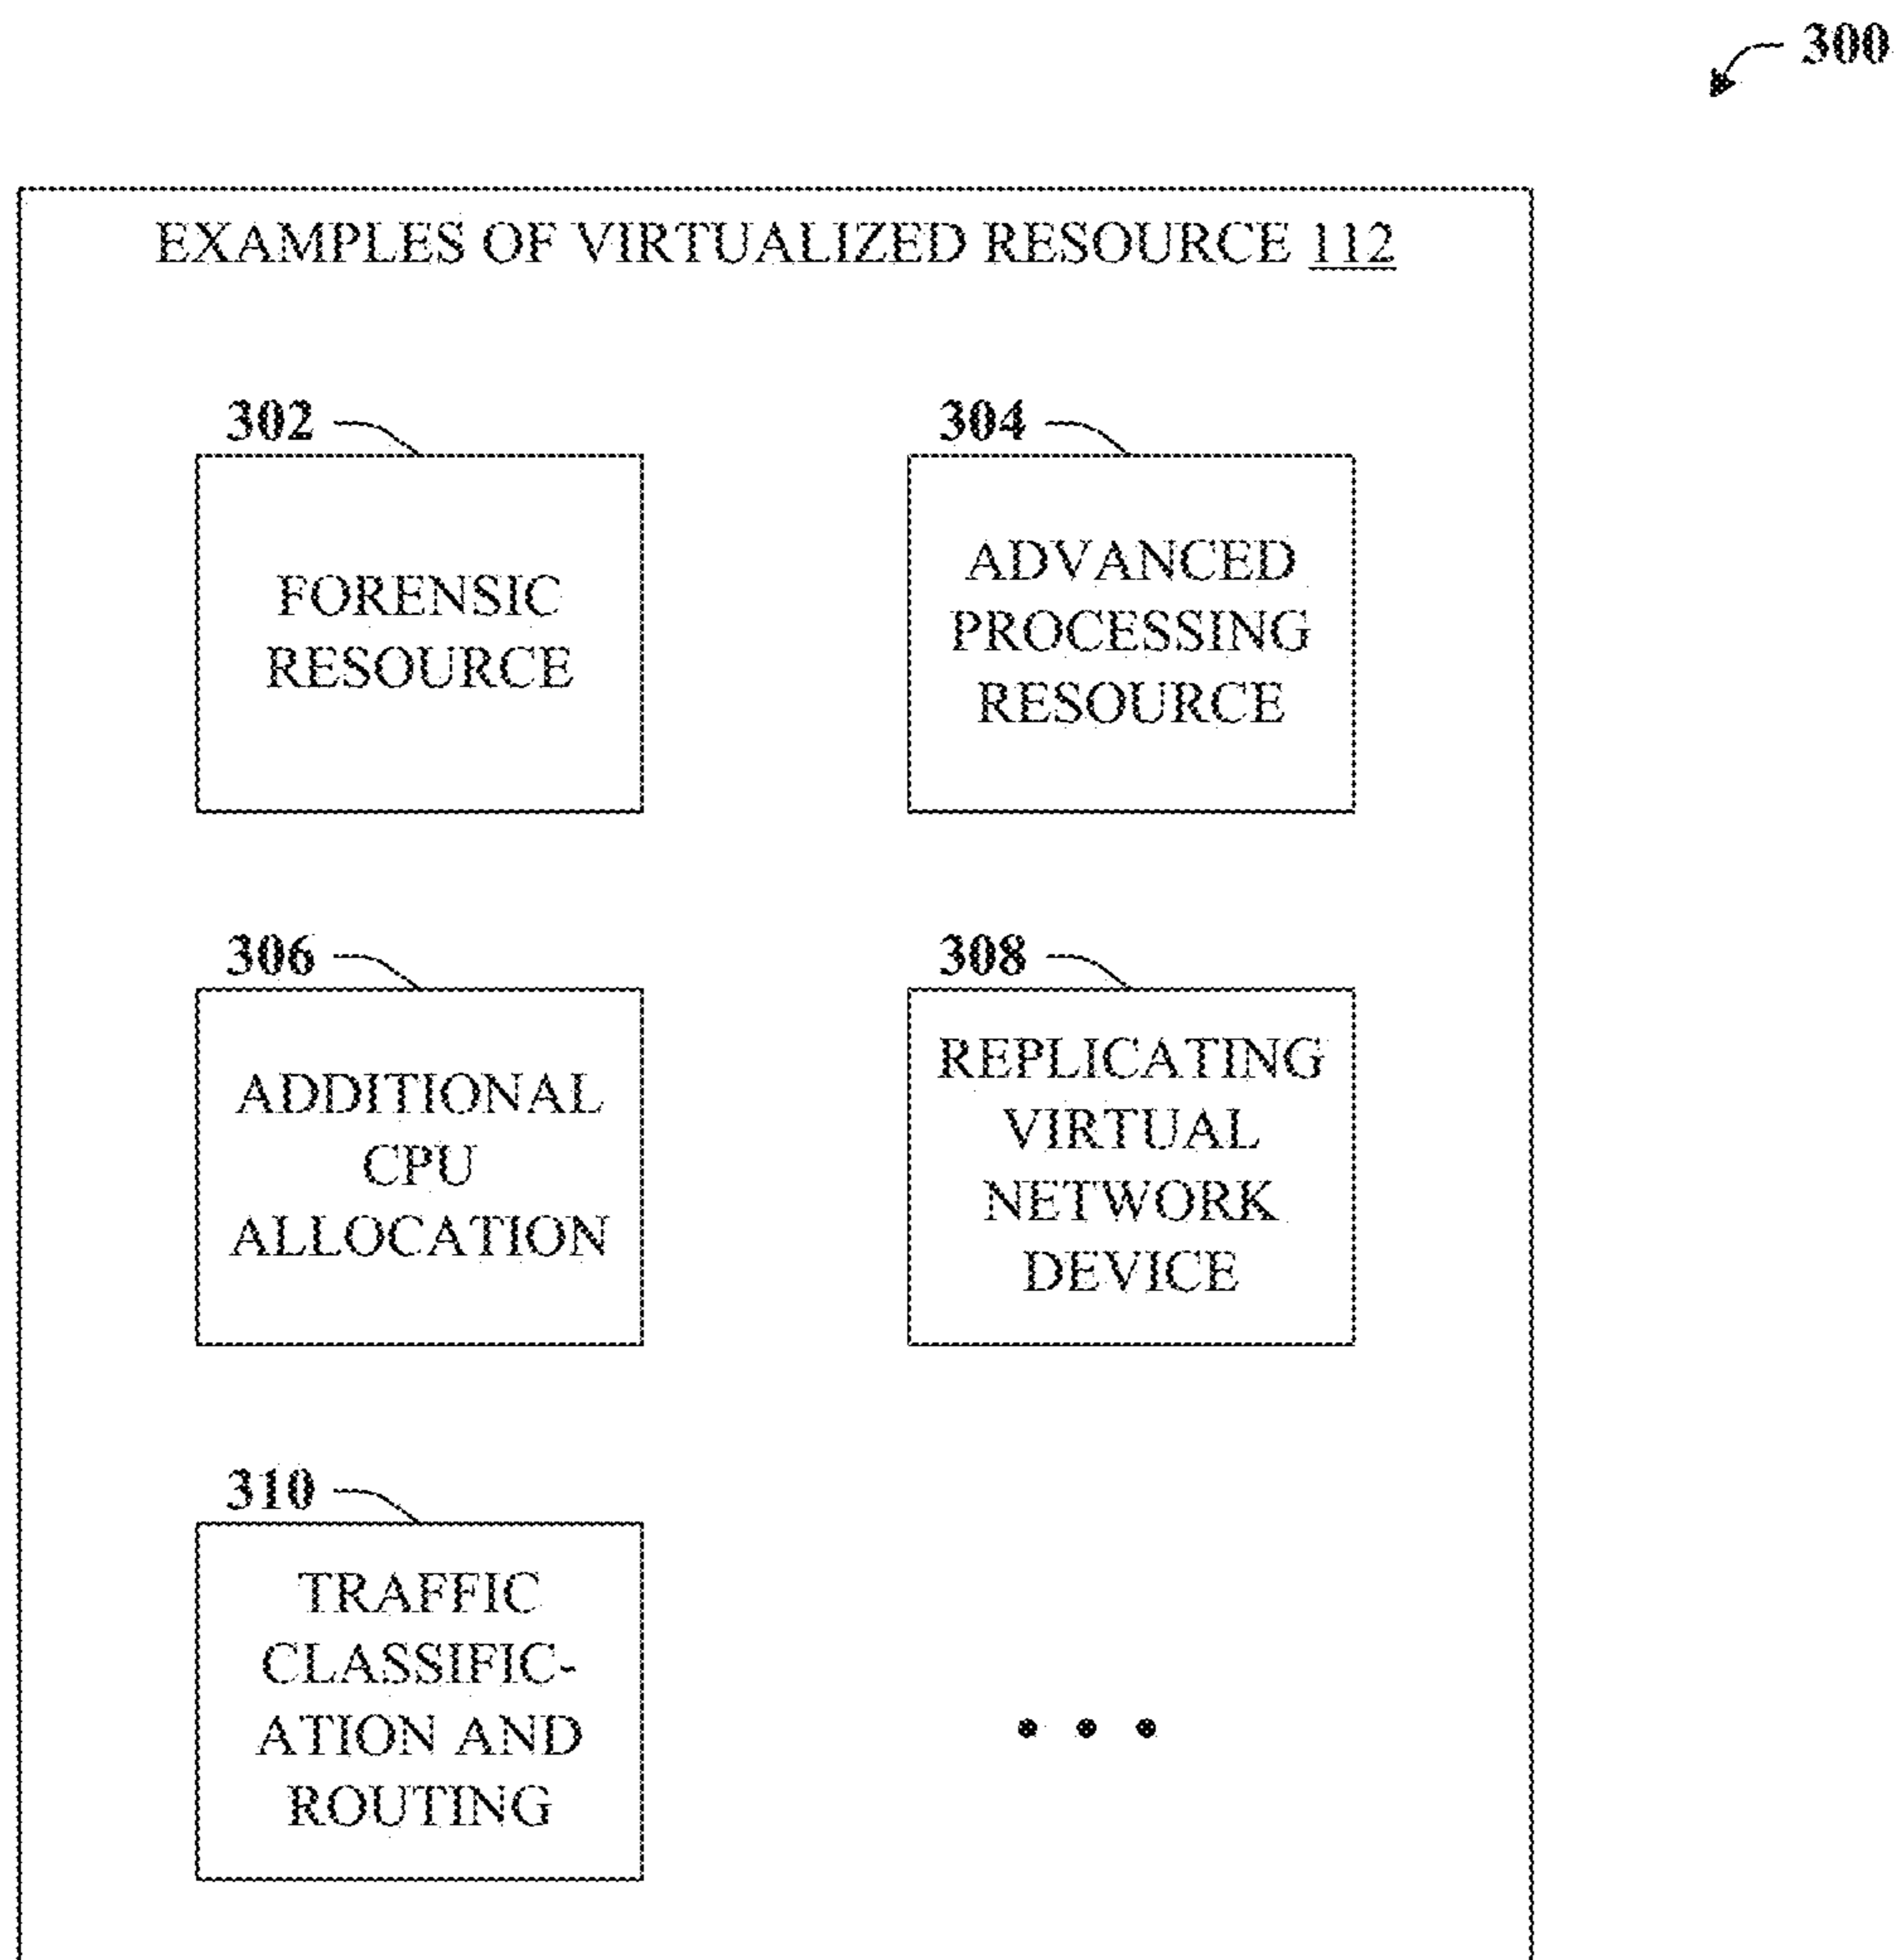 300
EXAMPLES OF VIRTUALIZED RESOURCE 112
302
FORENSIC
RESOURCE
304
ADVANCED
PROCESSING
RESOURCE
306
ADDITIONAL
CPU
ALLOCATION
308
REPLICATING
VIRTUAL
NETWORK
DEVICE
310
TRAFFIC
CLASSIFIC-
ATION AND
ROUTING
• • •